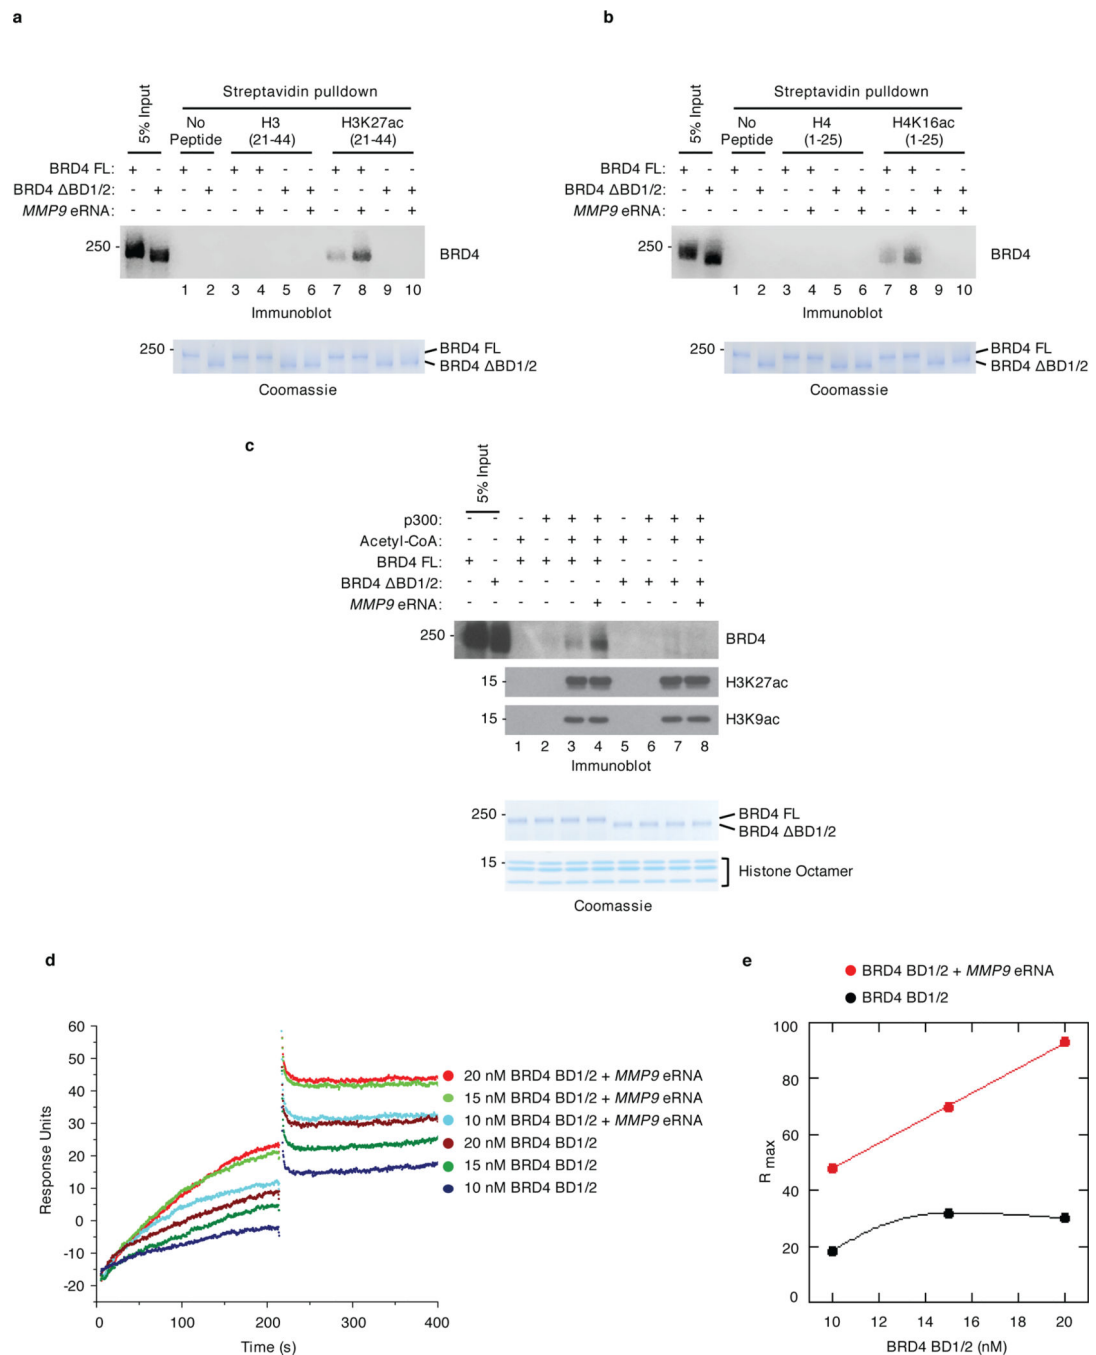 a
5% Input
Streptavidin pulldown
No Peptide
H3 (21-44)
H3K27ac (21-44)
BRD4 FL: + - + - + + - - + + - -
BRD4 ΔBD1/2: - + - + - - + + - - + +
MMP9 eRNA: - - - - - + - + - + - +
250 -
BRD4
1 2 3 4 5 6 7 8 9 10
Immunoblot
250 -
BRD4 FL
BRD4 ΔBD1/2
Coomassie
b
5% Input
Streptavidin pulldown
No Peptide
H4 (1-25)
H4K16ac (1-25)
BRD4 FL: + - + - + + - - + + - -
BRD4 ΔBD1/2: - + - + - - + + - - + +
MMP9 eRNA: - - - - - + - + - + - +
250 -
BRD4
1 2 3 4 5 6 7 8 9 10
Immunoblot
250 -
BRD4 FL
BRD4 ΔBD1/2
Coomassie
c
5% Input
p300: - - - + + + - + + +
Acetyl-CoA: - - + - + + + - + +
BRD4 FL: + - + + + + - - - -
BRD4 ΔBD1/2: - + - - - - + + + +
MMP9 eRNA: - - - - - + - - - +
250 -
BRD4
15 -
H3K27ac
15 -
H3K9ac
1 2 3 4 5 6 7 8
Immunoblot
250 -
BRD4 FL
BRD4 ΔBD1/2
15 -
Histone Octamer
Coomassie
d
Response Units
60
50
40
30
20
10
0
-10
-20
0 100 200 300 400
Time (s)
20 nM BRD4 BD1/2 + MMP9 eRNA
15 nM BRD4 BD1/2 + MMP9 eRNA
10 nM BRD4 BD1/2 + MMP9 eRNA
20 nM BRD4 BD1/2
15 nM BRD4 BD1/2
10 nM BRD4 BD1/2
e
BRD4 BD1/2 + MMP9 eRNA
BRD4 BD1/2
R max
100
80
60
40
20
0
10 12 14 16 18 20
BRD4 BD1/2 (nM)